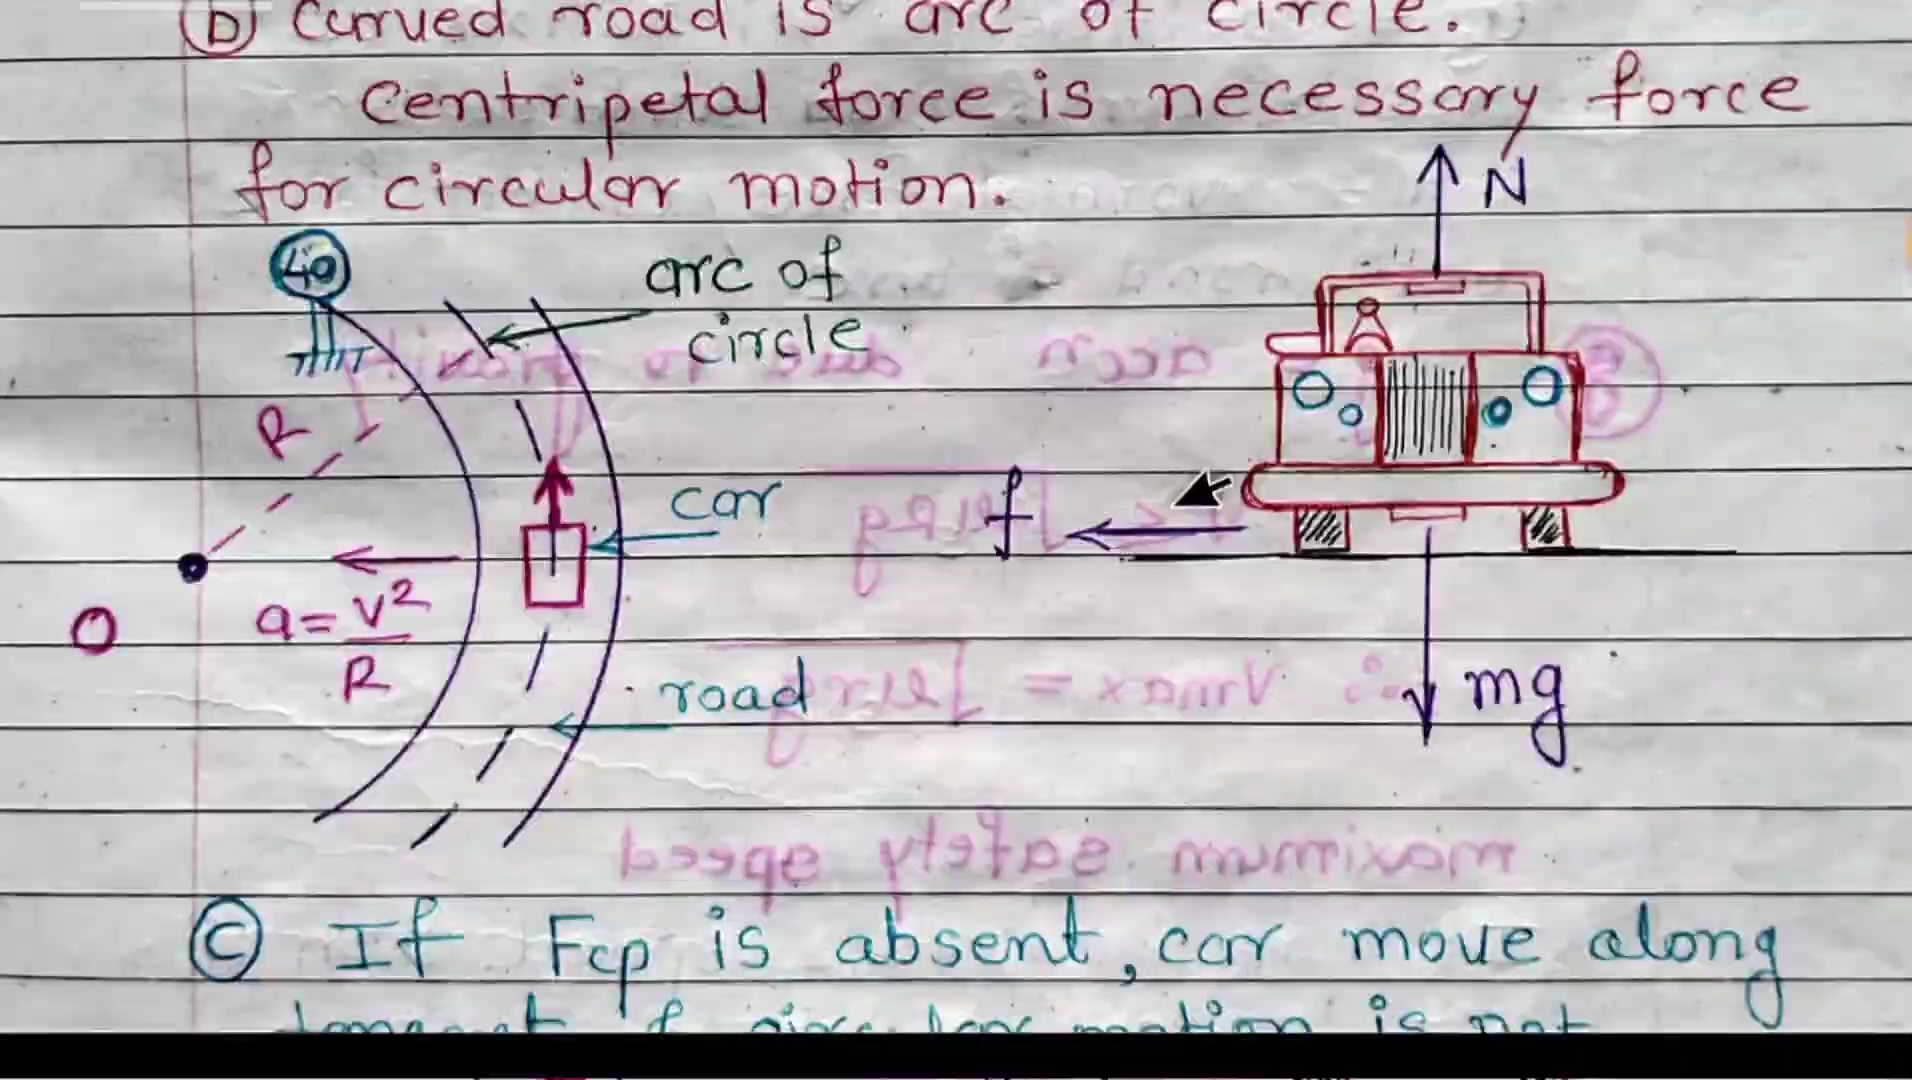 (b) Curved road is arc of circle.
Centripetal force is necessary force
for circular motion.
N
40
arc of
circle
R
car
f
O
a = v²/R
road
mg
(C) If Fcp is absent, car move along